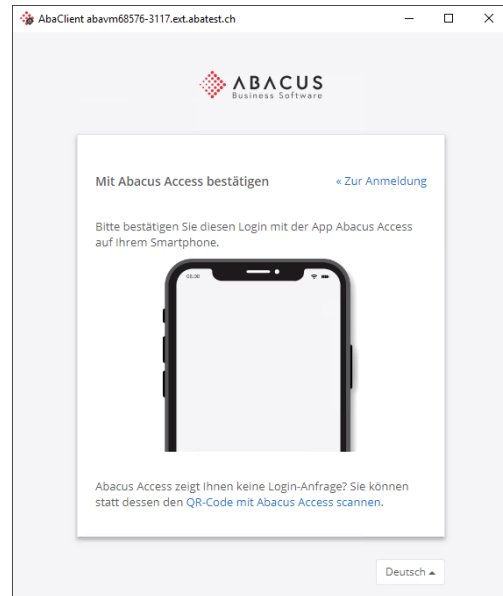 AbaClient abavm68576-3117.ext.abatest.ch
ABACUS
Business Software
Mit Abacus Access bestätigen
« Zur Anmeldung
Bitte bestätigen Sie diesen Login mit der App Abacus Access
auf Ihrem Smartphone.
Abacus Access zeigt Ihnen keine Login-Anfrage? Sie können
statt dessen den QR-Code mit Abacus Access scannen.
Deutsch